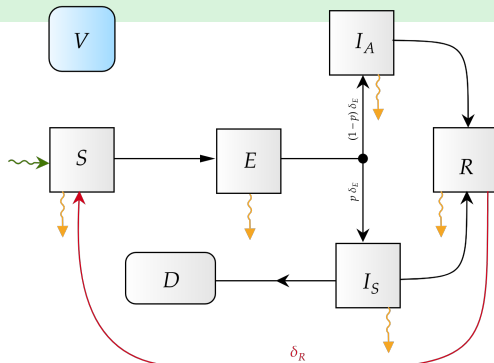 V
I_A
S
E
(1−p) δ_E
p δ_E
R
D
I_S
δ_R